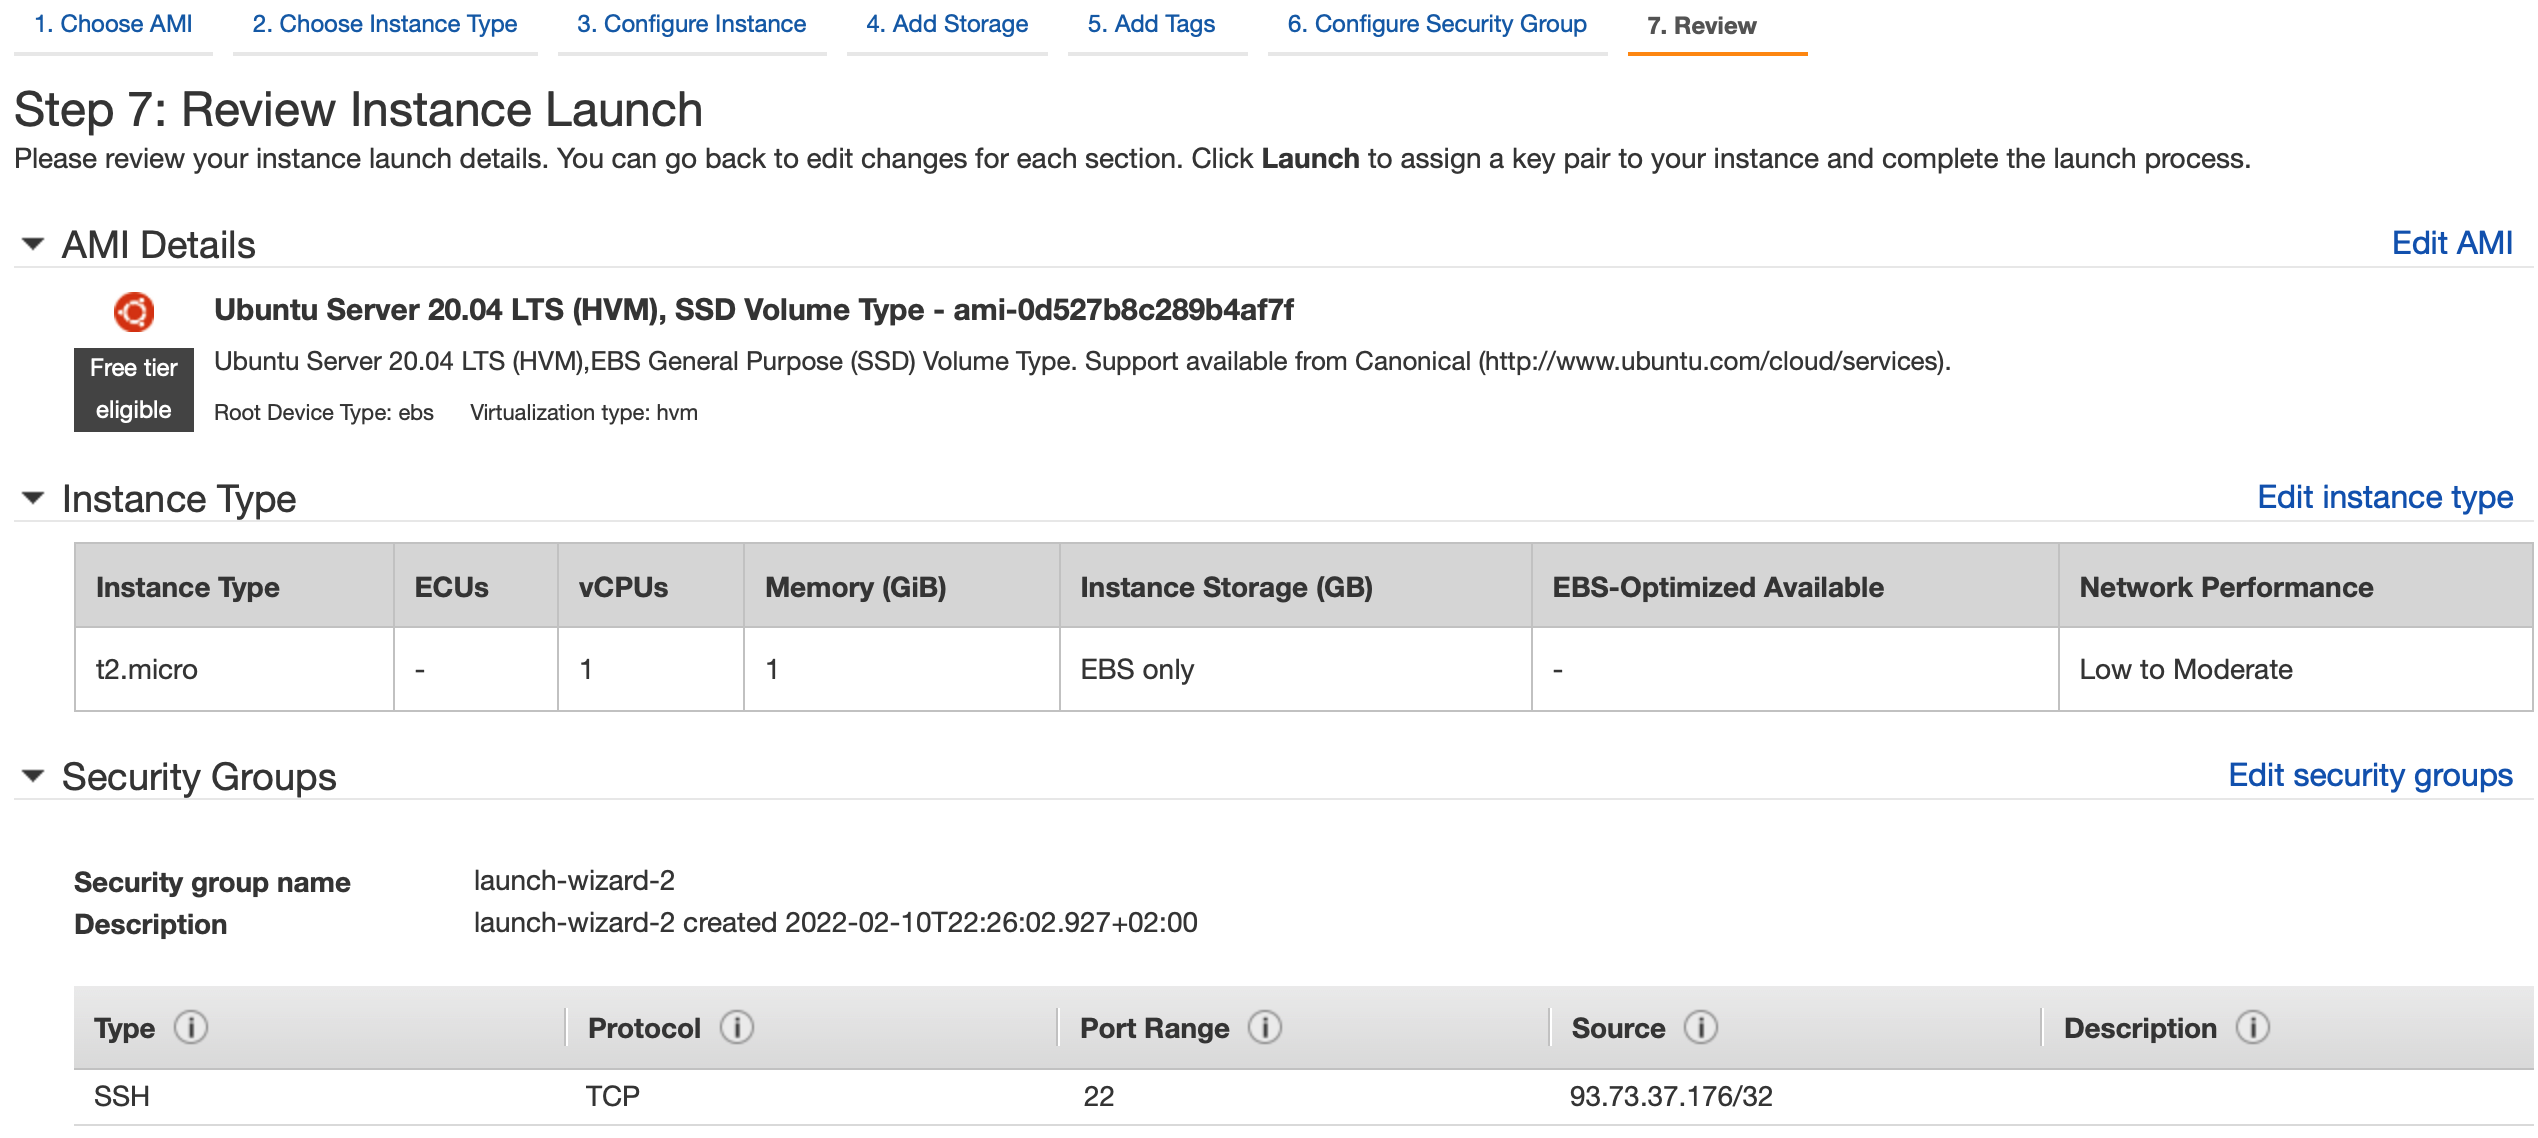 1. Choose AMI 2. Choose Instance Type 3. Configure Instance 4. Add Storage 5. Add Tags 6. Configure Security Group 7. Review
Step 7: Review Instance Launch
Please review your instance launch details. You can go back to edit changes for each section. Click Launch to assign a key pair to your instance and complete the launch process.
AMI Details Edit AMI
Ubuntu Server 20.04 LTS (HVM), SSD Volume Type - ami-0d527b8c289b4af7f
Free tier eligible
Ubuntu Server 20.04 LTS (HVM),EBS General Purpose (SSD) Volume Type. Support available from Canonical (http://www.ubuntu.com/cloud/services).
Root Device Type: ebs Virtualization type: hvm
Instance Type Edit instance type
Instance Type ECUs vCPUs Memory (GiB) Instance Storage (GB) EBS-Optimized Available Network Performance
t2.micro - 1 1 EBS only - Low to Moderate
Security Groups Edit security groups
Security group name launch-wizard-2
Description launch-wizard-2 created 2022-02-10T22:26:02.927+02:00
Type i Protocol i Port Range i Source i Description i
SSH TCP 22 93.73.37.176/32